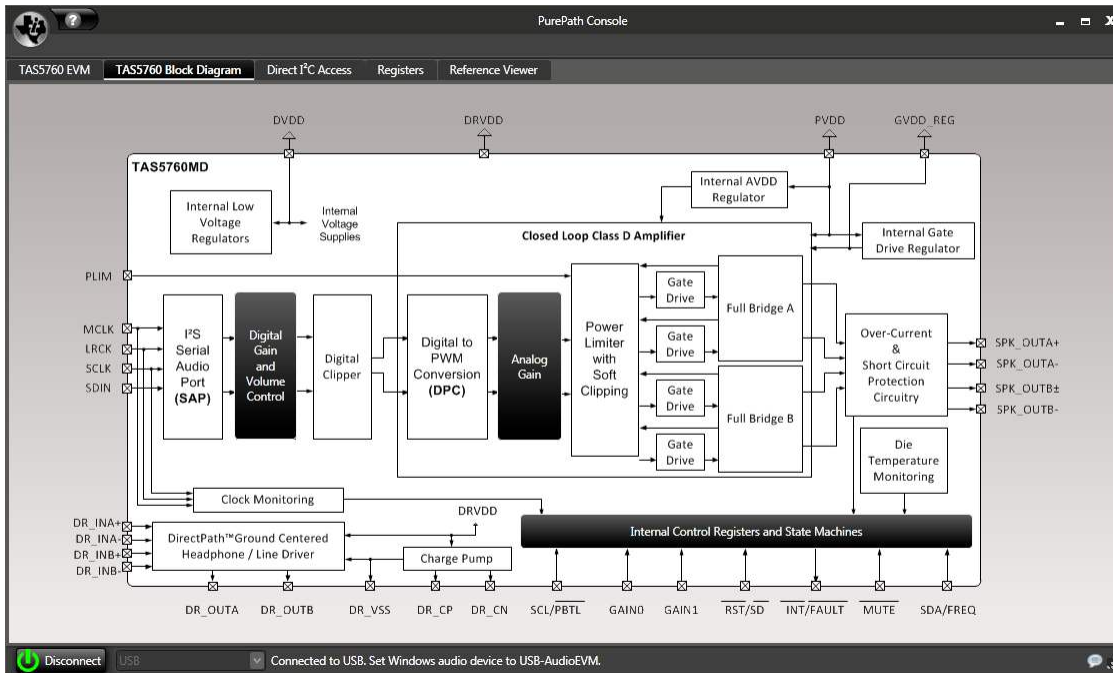 ?
PurePath Console
TAS5760 EVM
TAS5760 Block Diagram
Direct I²C Access
Registers
Reference Viewer
DVDD
DRVDD
PVDD
GVDD_REG
TAS5760MD
Internal Low
Voltage
Regulators
Internal
Voltage
Supplies
Internal AVDD
Regulator
Internal Gate
Drive Regulator
Closed Loop Class D Amplifier
PLIM
MCLK
LRCK
SCLK
SDIN
I²S
Serial
Audio
Port
(SAP)
Digital
Gain
and
Volume
Control
Digital
Clipper
Digital to
PWM
Conversion
(DPC)
Analog
Gain
Power
Limiter
with
Soft
Clipping
Gate
Drive
Gate
Drive
Gate
Drive
Gate
Drive
Full Bridge A
Full Bridge B
Over-Current
&
Short Circuit
Protection
Circuitry
SPK_OUTA+
SPK_OUTA-
SPK_OUTB±
SPK_OUTB-
Die
Temperature
Monitoring
Clock Monitoring
DRVDD
Internal Control Registers and State Machines
DR_INA+
DR_INA-
DR_INB+
DR_INB-
DirectPath™Ground Centered
Headphone / Line Driver
Charge Pump
DR_OUTA
DR_OUTB
DR_VSS
DR_CP
DR_CN
SCL/PBTL
GAIN0
GAIN1
RST/SD
INT/FAULT
MUTE
SDA/FREQ
Disconnect
USB
Connected to USB. Set Windows audio device to USB-AudioEVM.